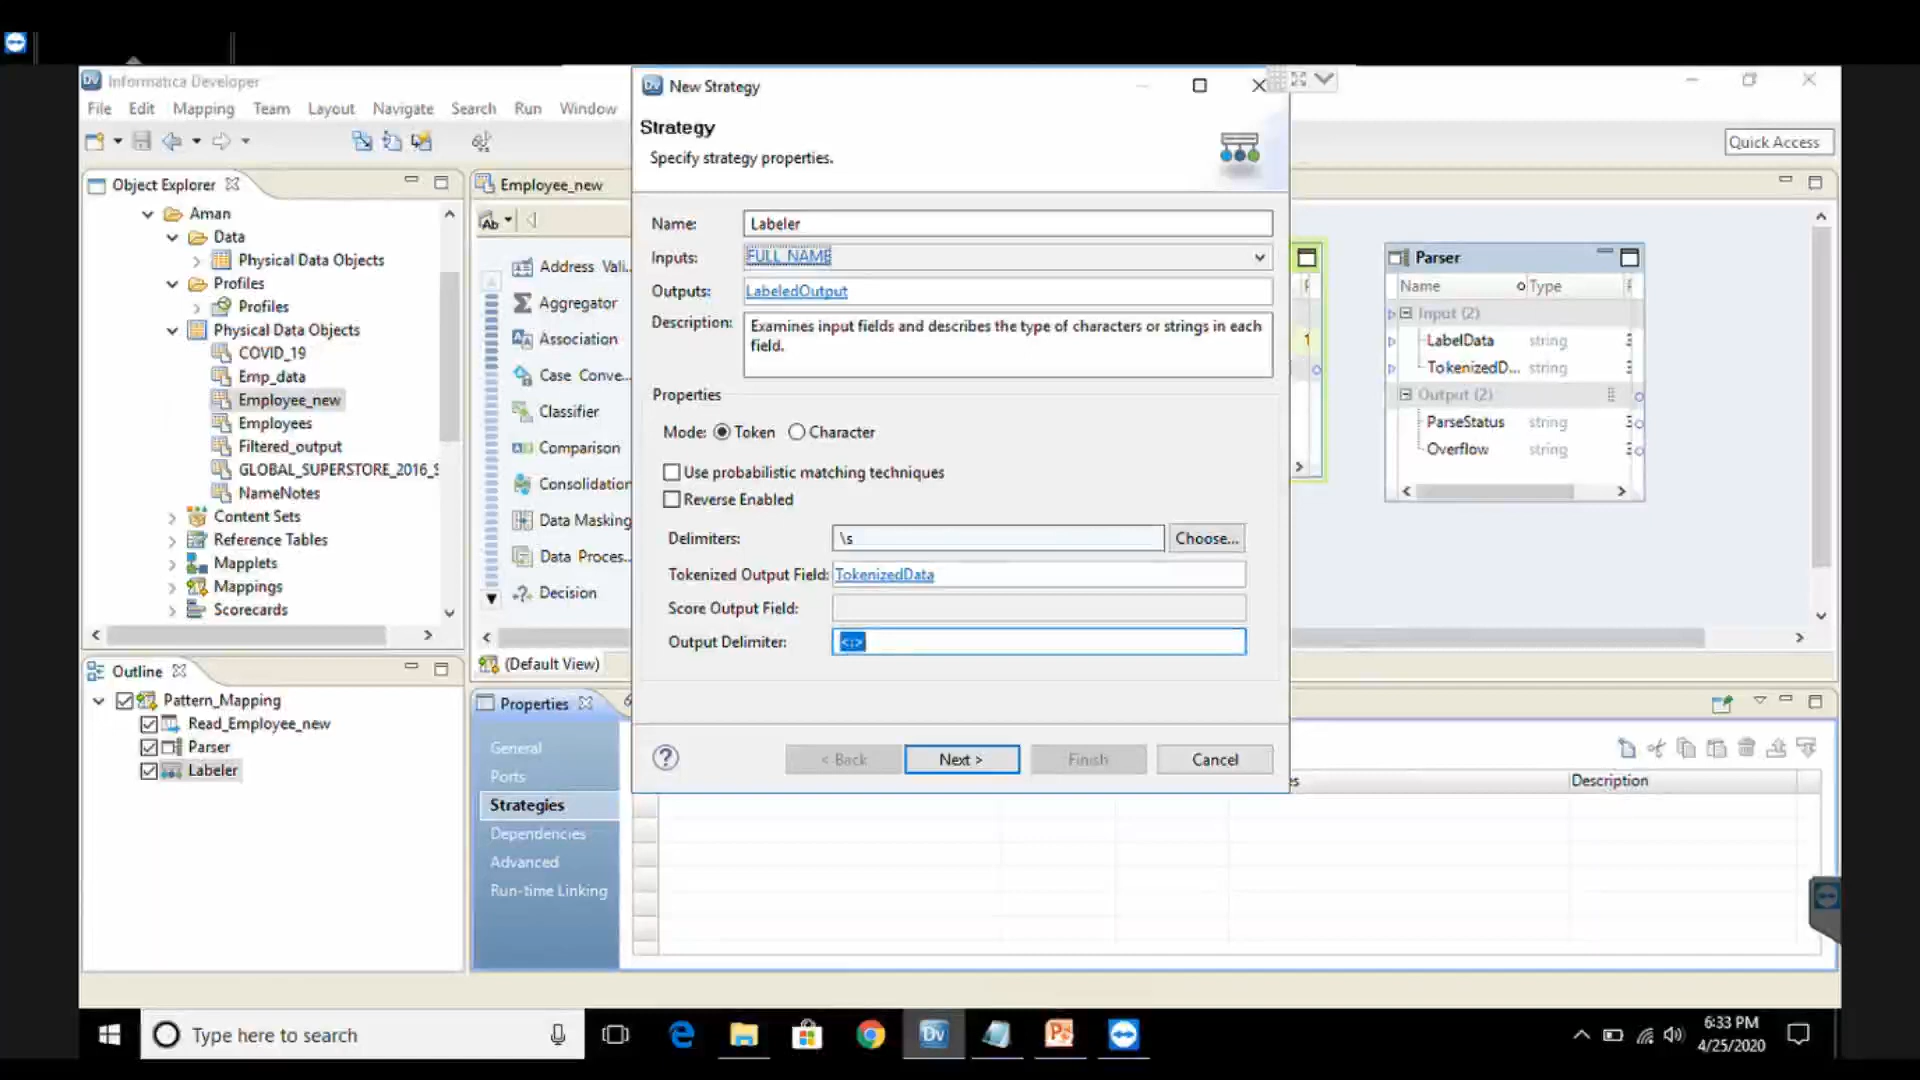 Informatica Developer
File Edit Mapping Team Layout Navigate Search Run Window
Quick Access
Object Explorer
Aman
Data
Physical Data Objects
Profiles
Profiles
Physical Data Objects
COVID_19
Emp_data
Employee_new
Employees
Filtered_output
GLOBAL_SUPERSTORE_2016_S
NameNotes
Content Sets
Reference Tables
Mapplets
Mappings
Scorecards
Outline
Pattern_Mapping
Read_Employee_new
Parser
Labeler
Employee_new
Ab
Address Vali...
Aggregator
Association
Case Conve...
Classifier
Comparison
Consolidation
Data Masking
Data Proces...
Decision
(Default View)
New Strategy
Strategy
Specify strategy properties.
Name: Labeler
Inputs: FULL_NAME
Outputs: LabeledOutput
Description: Examines input fields and describes the type of characters or strings in each
field.
Properties
Mode: Token Character
Use probabilistic matching techniques
Reverse Enabled
Delimiters: \s Choose...
Tokenized Output Field: TokenizedData
Score Output Field:
Output Delimiter:
< Back Next > Finish Cancel
Parser
Name Type
Input (2)
LabelData string
TokenizedD... string
Output (2)
ParseStatus string
Overflow string
Properties
General
Ports
Strategies
Dependencies
Advanced
Run-time Linking
Description
Type here to search
6:33 PM
4/25/2020